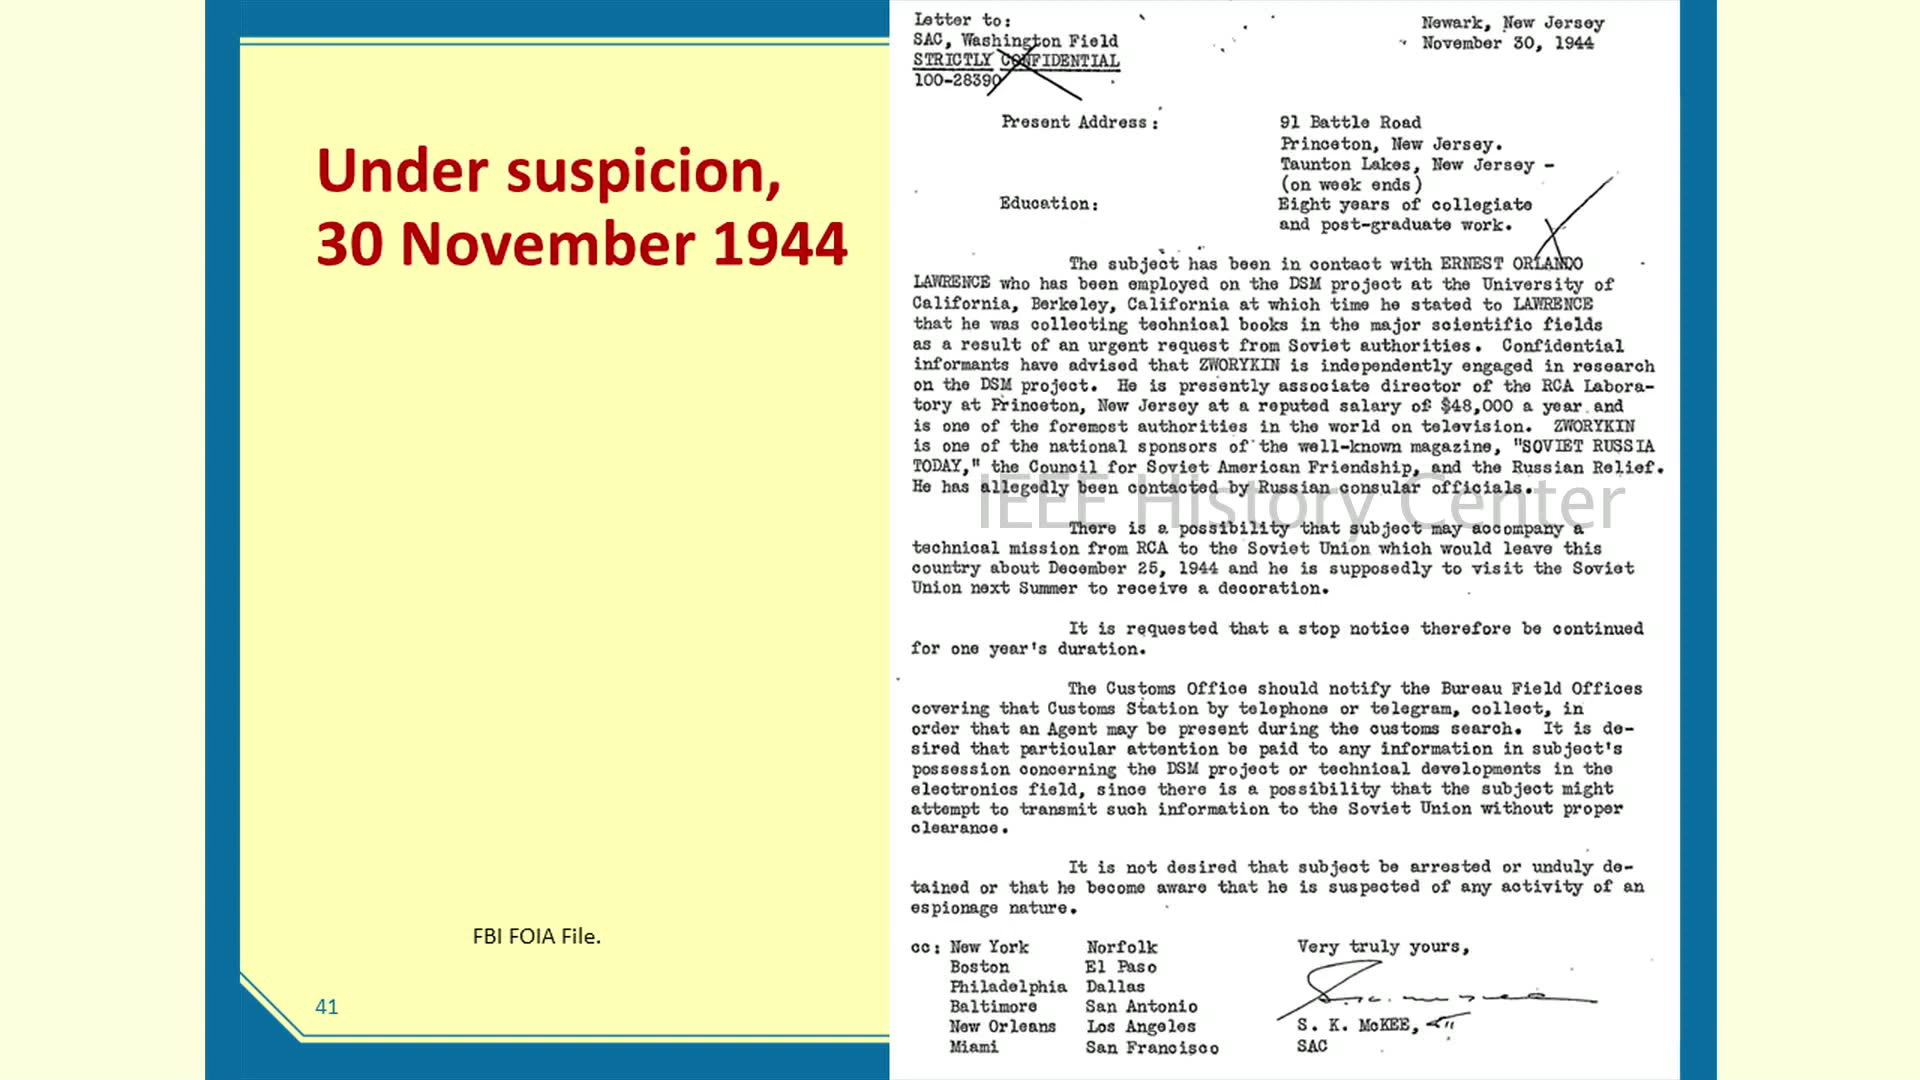 Under suspicion,
30 November 1944
FBI FOIA File.
41
Letter to:
SAC, Washington Field
STRICTLY CONFIDENTIAL
100-28390
Newark, New Jersey
November 30, 1944
Present Address:
91 Battle Road
Princeton, New Jersey.
Taunton Lakes, New Jersey -
(on week ends)
Education:
Eight years of collegiate
and post-graduate work.
The subject has been in contact with ERNEST ORLANDO
LAWRENCE who has been employed on the DSM project at the University of
California, Berkeley, California at which time he stated to LAWRENCE
that he was collecting technical books in the major scientific fields
as a result of an urgent request from Soviet authorities. Confidential
informants have advised that ZWORYKIN is independently engaged in research
on the DSM project. He is presently associate director of the RCA Labora-
tory at Princeton, New Jersey at a reputed salary of $48,000 a year and
is one of the foremost authorities in the world on television. ZWORYKIN
is one of the national sponsors of the well-known magazine, "SOVIET RUSSIA
TODAY," the Council for Soviet American Friendship, and the Russian Relief.
He has allegedly been contacted by Russian consular officials.
IEEE History Center
There is a possibility that subject may accompany a
technical mission from RCA to the Soviet Union which would leave this
country about December 25, 1944 and he is supposedly to visit the Soviet
Union next Summer to receive a decoration.
It is requested that a stop notice therefore be continued
for one year's duration.
The Customs Office should notify the Bureau Field Offices
covering that Customs Station by telephone or telegram, collect, in
order that an Agent may be present during the customs search. It is de-
sired that particular attention be paid to any information in subject's
possession concerning the DSM project or technical developments in the
electronics field, since there is a possibility that the subject might
attempt to transmit such information to the Soviet Union without proper
clearance.
It is not desired that subject be arrested or unduly de-
tained or that he become aware that he is suspected of any activity of an
espionage nature.
cc: New York Norfolk
Boston El Paso
Philadelphia Dallas
Baltimore San Antonio
New Orleans Los Angeles
Miami San Francisco
Very truly yours,
S. K. McKEE,
SAC